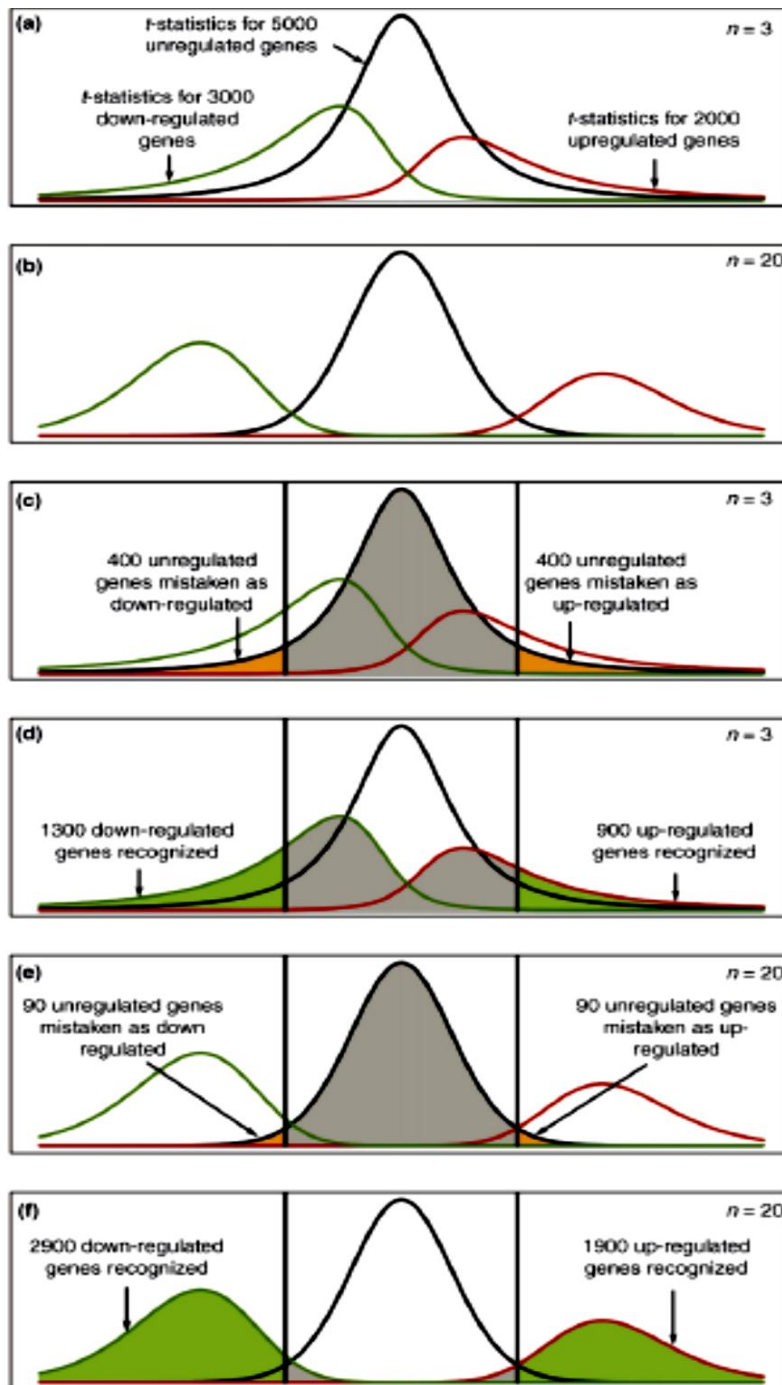 (a)
t-statistics for 5000
unregulated genes
n = 3
t-statistics for 3000
down-regulated
genes
t-statistics for 2000
upregulated genes
(b)
n = 20
(c)
n = 3
400 unregulated
genes mistaken as
down-regulated
400 unregulated
genes mistaken as
up-regulated
(d)
n = 3
1300 down-regulated
genes recognized
900 up-regulated
genes recognized
(e)
n = 20
90 unregulated genes
mistaken as down
regulated
90 unregulated genes
mistaken as up-
regulated
(f)
n = 20
2900 down-regulated
genes recognized
1900 up-regulated
genes recognized